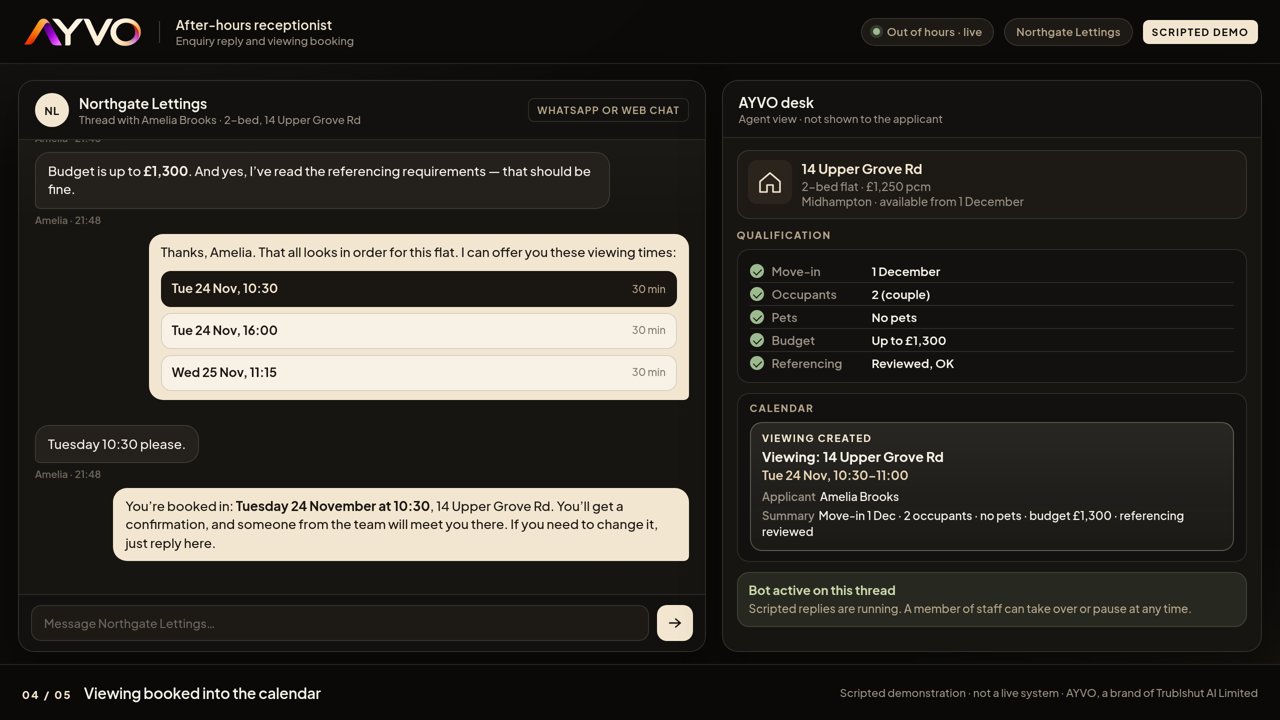 AYVO
After-hours receptionist
Enquiry reply and viewing booking
Out of hours · live
Northgate Lettings
SCRIPTED DEMO
NL
Northgate Lettings
Thread with Amelia Brooks · 2-bed, 14 Upper Grove Rd
WHATSAPP OR WEB CHAT
Amelia · 21:48
Budget is up to £1,300. And yes, I’ve read the referencing requirements — that should be
fine.
Amelia · 21:48
Thanks, Amelia. That all looks in order for this flat. I can offer you these viewing times:
Tue 24 Nov, 10:30
30 min
Tue 24 Nov, 16:00
30 min
Wed 25 Nov, 11:15
30 min
Tuesday 10:30 please.
Amelia · 21:48
You’re booked in: Tuesday 24 November at 10:30, 14 Upper Grove Rd. You’ll get a
confirmation, and someone from the team will meet you there. If you need to change it,
just reply here.
Message Northgate Lettings…
AYVO desk
Agent view · not shown to the applicant
14 Upper Grove Rd
2-bed flat · £1,250 pcm
Midhampton · available from 1 December
QUALIFICATION
Move-in 1 December
Occupants 2 (couple)
Pets No pets
Budget Up to £1,300
Referencing Reviewed, OK
CALENDAR
VIEWING CREATED
Viewing: 14 Upper Grove Rd
Tue 24 Nov, 10:30–11:00
Applicant Amelia Brooks
Summary Move-in 1 Dec · 2 occupants · no pets · budget £1,300 · referencing
reviewed
Bot active on this thread
Scripted replies are running. A member of staff can take over or pause at any time.
04 / 05 Viewing booked into the calendar
Scripted demonstration · not a live system · AYVO, a brand of Trublshut AI Limited